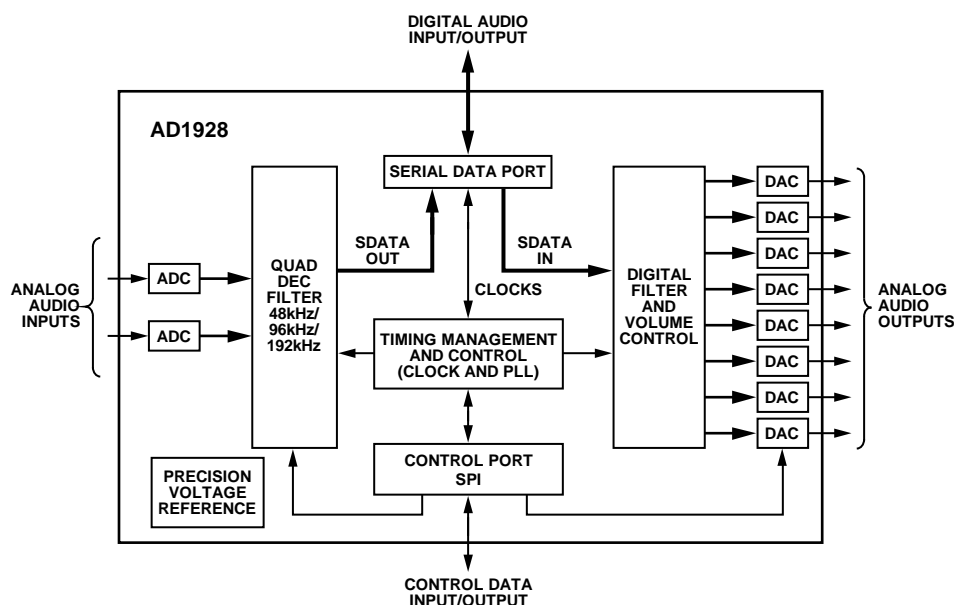 DIGITAL AUDIO
INPUT/OUTPUT
AD1928
SERIAL DATA PORT
SDATA
OUT
SDATA
IN
CLOCKS
ANALOG
AUDIO
INPUTS
ADC
ADC
QUAD
DEC
FILTER
48kHz/
96kHz/
192kHz
TIMING MANAGEMENT
AND CONTROL
(CLOCK AND PLL)
DIGITAL
FILTER
AND
VOLUME
CONTROL
DAC
DAC
DAC
DAC
DAC
DAC
DAC
DAC
ANALOG
AUDIO
OUTPUTS
PRECISION
VOLTAGE
REFERENCE
CONTROL PORT
SPI
CONTROL DATA
INPUT/OUTPUT